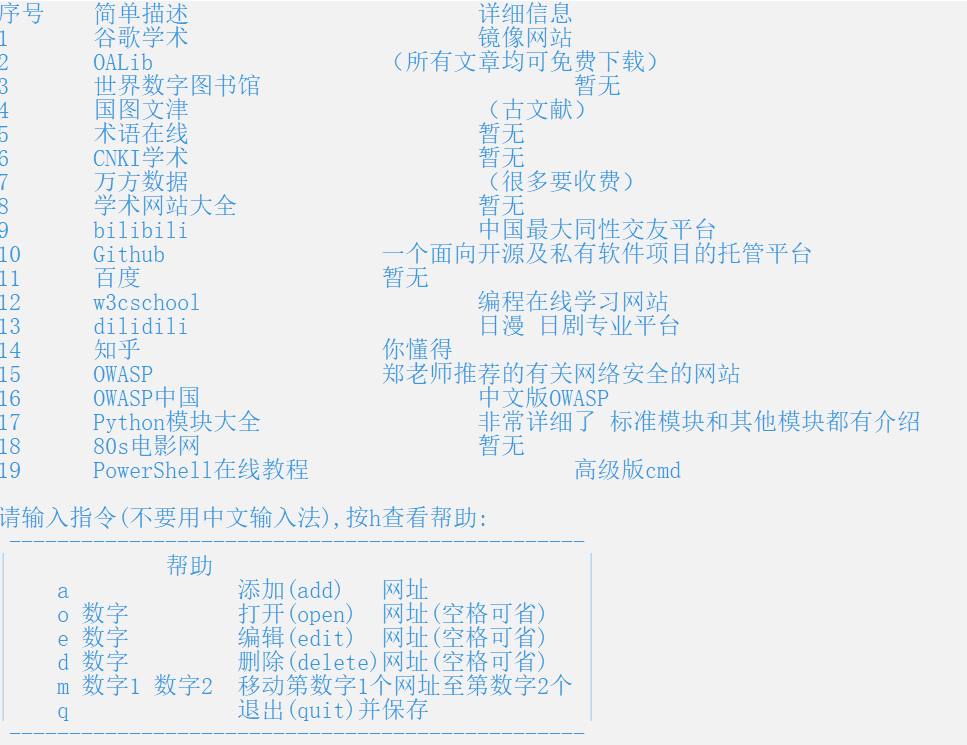 序号 简单描述 详细信息
1 谷歌学术 镜像网站
2 OALib （所有文章均可免费下载）
3 世界数字图书馆 暂无
4 国图文津 （古文献）
5 术语在线 暂无
6 CNKI学术 暂无
7 万方数据 （很多要收费）
8 学术网站大全 暂无
9 bilibili 中国最大同性交友平台
10 Github 一个面向开源及私有软件项目的托管平台
11 百度 暂无
12 w3cschool 编程在线学习网站
13 dilidili 日漫 日剧专业平台
14 知乎 你懂得
15 OWASP 郑老师推荐的有关网络安全的网站
16 OWASP中国 中文版OWASP
17 Python模块大全 非常详细了 标准模块和其他模块都有介绍
18 80s电影网 暂无
19 PowerShell在线教程 高级版cmd
请输入指令(不要用中文输入法),按h查看帮助:
帮助
a 添加(add) 网址
o 数字 打开(open) 网址(空格可省)
e 数字 编辑(edit) 网址(空格可省)
d 数字 删除(delete)网址(空格可省)
m 数字1 数字2 移动第数字1个网址至第数字2个
q 退出(quit)并保存